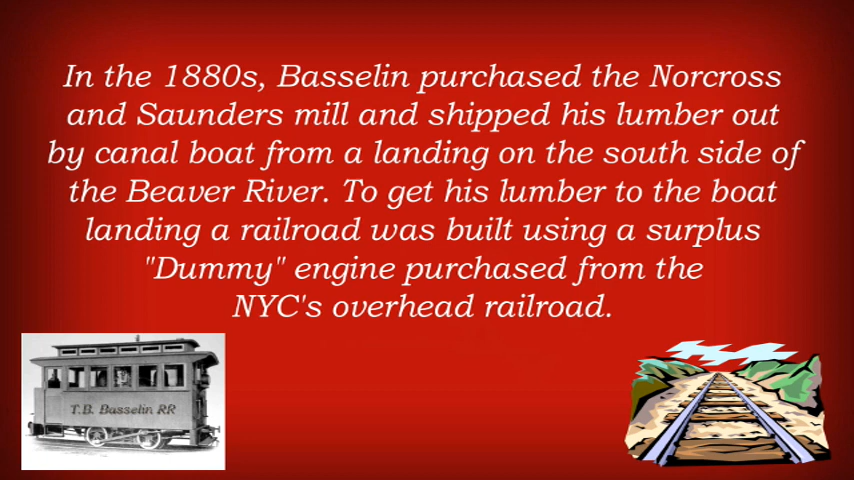 In the 1880s, Basselin purchased the Norcross
and Saunders mill and shipped his lumber out
by canal boat from a landing on the south side of
the Beaver River. To get his lumber to the boat
landing a railroad was built using a surplus
"Dummy" engine purchased from the
NYC's overhead railroad.
T.B. Basselin RR